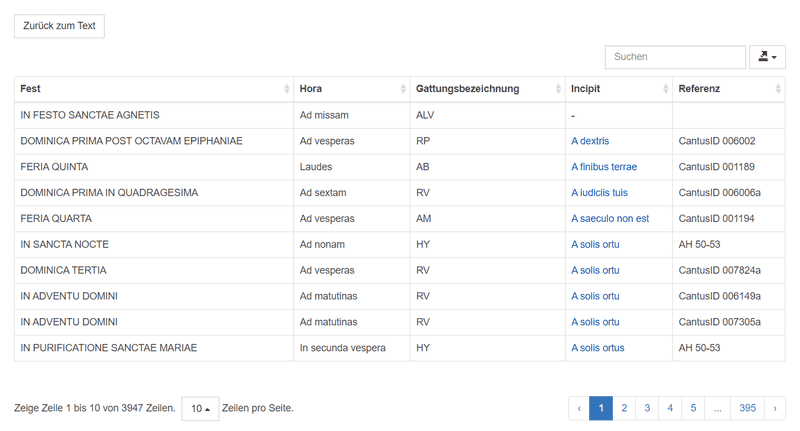 Zurück zum Text
Suchen
Fest Hora Gattungsbezeichnung Incipit Referenz
IN FESTO SANCTAE AGNETIS Ad missam ALV -
DOMINICA PRIMA POST OCTAVAM EPIPHANIAE Ad vesperas RP A dextris CantusID 006002
FERIA QUINTA Laudes AB A finibus terrae CantusID 001189
DOMINICA PRIMA IN QUADRAGESIMA Ad sextam RV A iudiciis tuis CantusID 006006a
FERIA QUARTA Ad vesperas AM A saeculo non est CantusID 001194
IN SANCTA NOCTE Ad nonam HY A solis ortu AH 50-53
DOMINICA TERTIA Ad vesperas RV A solis ortu CantusID 007824a
IN ADVENTU DOMINI Ad matutinas RV A solis ortu CantusID 006149a
IN ADVENTU DOMINI Ad matutinas RV A solis ortu CantusID 007305a
IN PURIFICATIONE SANCTAE MARIAE In secunda vespera HY A solis ortus AH 50-53
Zeige Zeile 1 bis 10 von 3947 Zeilen. 10 Zeilen pro Seite. ‹ 1 2 3 4 5 ... 395 ›